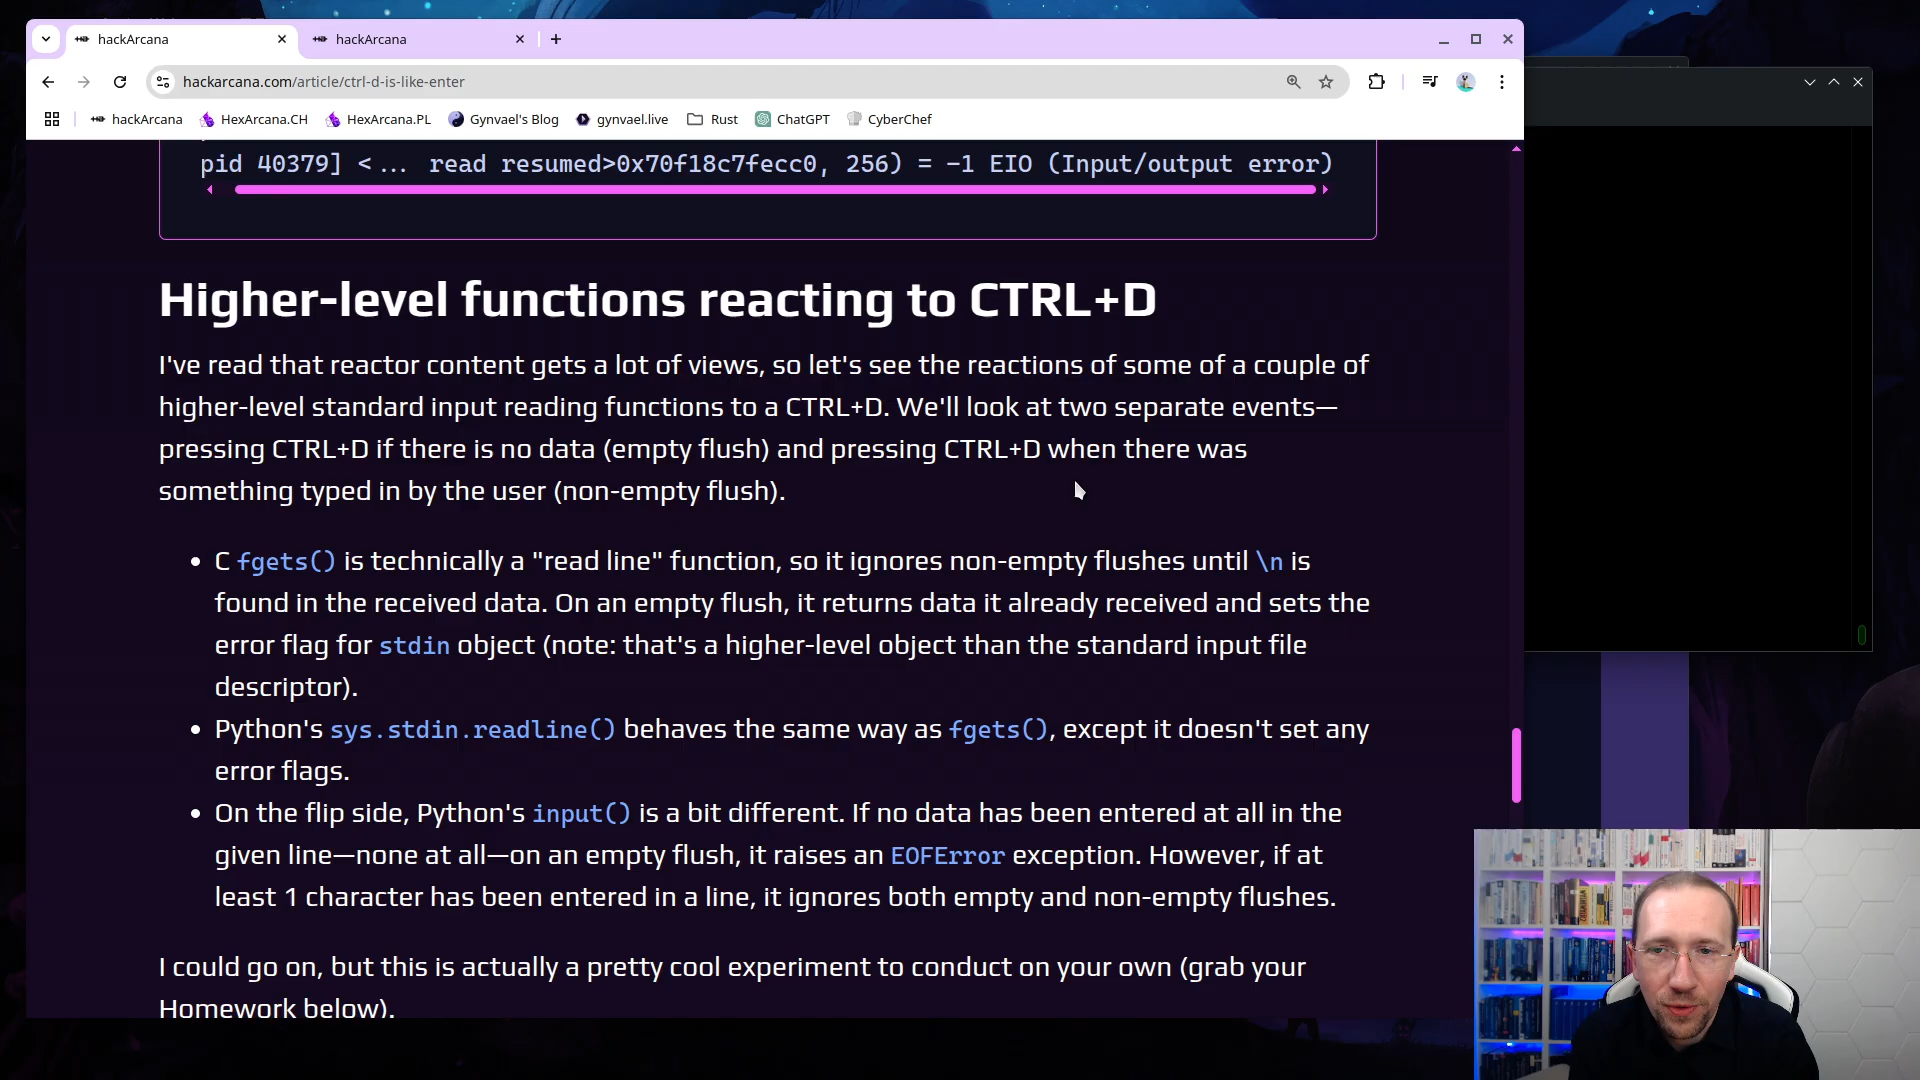 hackArcana
hackArcana
hackarcana.com/article/ctrl-d-is-like-enter
hackArcana
HexArcana.CH
HexArcana.PL
Gynvael's Blog
gynvael.live
Rust
ChatGPT
CyberChef
pid 40379] <... read resumed>0x70f18c7fecc0, 256) = -1 EIO (Input/output error)
Higher-level functions reacting to CTRL+D
I've read that reactor content gets a lot of views, so let's see the reactions of some of a couple of
higher-level standard input reading functions to a CTRL+D. We'll look at two separate events—
pressing CTRL+D if there is no data (empty flush) and pressing CTRL+D when there was
something typed in by the user (non-empty flush).
• C fgets() is technically a "read line" function, so it ignores non-empty flushes until \n is
found in the received data. On an empty flush, it returns data it already received and sets the
error flag for stdin object (note: that's a higher-level object than the standard input file
descriptor).
• Python's sys.stdin.readline() behaves the same way as fgets(), except it doesn't set any
error flags.
• On the flip side, Python's input() is a bit different. If no data has been entered at all in the
given line—none at all—on an empty flush, it raises an EOFError exception. However, if at
least 1 character has been entered in a line, it ignores both empty and non-empty flushes.
I could go on, but this is actually a pretty cool experiment to conduct on your own (grab your
Homework below).